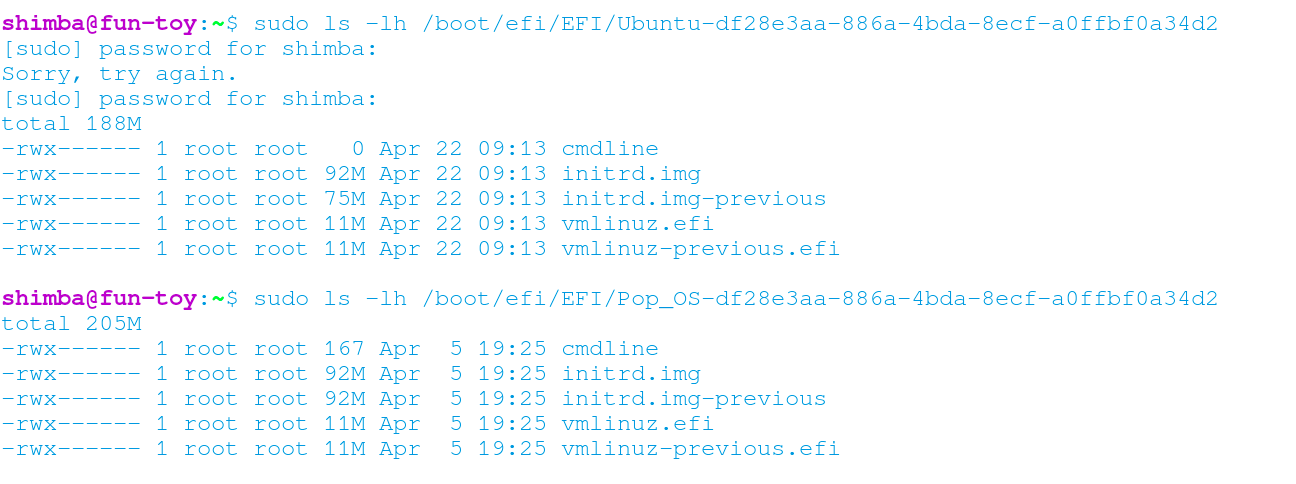 shimba@fun-toy:~$ sudo ls -lh /boot/efi/EFI/Ubuntu-df28e3aa-886a-4bda-8ecf-a0ffbf0a34d2
[sudo] password for shimba:
Sorry, try again.
[sudo] password for shimba:
total 188M
-rwx------ 1 root root   0 Apr 22 09:13 cmdline
-rwx------ 1 root root 92M Apr 22 09:13 initrd.img
-rwx------ 1 root root 75M Apr 22 09:13 initrd.img-previous
-rwx------ 1 root root 11M Apr 22 09:13 vmlinuz.efi
-rwx------ 1 root root 11M Apr 22 09:13 vmlinuz-previous.efi
shimba@fun-toy:~$ sudo ls -lh /boot/efi/EFI/Pop_OS-df28e3aa-886a-4bda-8ecf-a0ffbf0a34d2
total 205M
-rwx------ 1 root root 167 Apr  5 19:25 cmdline
-rwx------ 1 root root 92M Apr  5 19:25 initrd.img
-rwx------ 1 root root 92M Apr  5 19:25 initrd.img-previous
-rwx------ 1 root root 11M Apr  5 19:25 vmlinuz.efi
-rwx------ 1 root root 11M Apr  5 19:25 vmlinuz-previous.efi